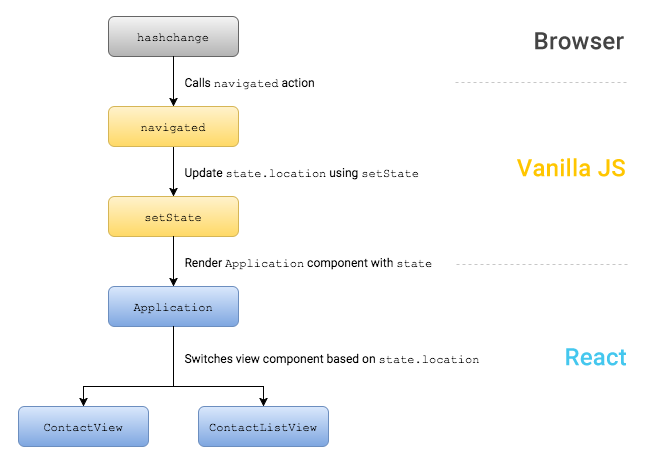 hashchange
Browser
Calls navigated action
navigated
Vanilla JS
Update state.location using setState
setState
Render Application component with state
Application
Switches view component based on state.location
React
ContactView
ContactListView